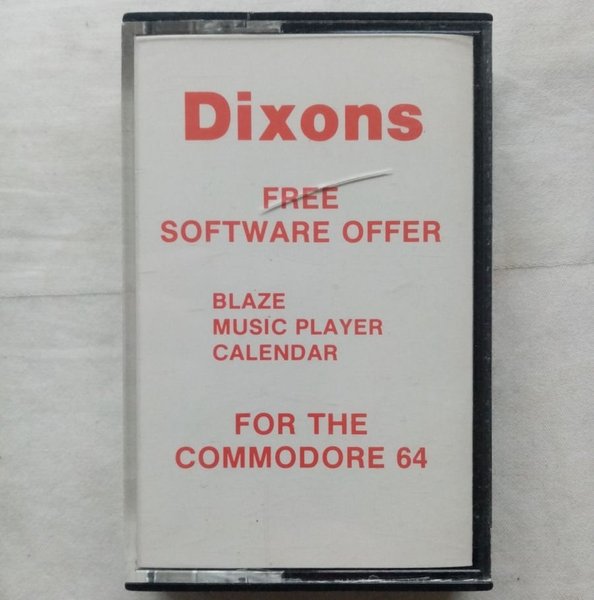 Dixons
FREE
SOFTWARE OFFER
BLAZE
MUSIC PLAYER
CALENDAR
FOR THE
COMMODORE 64